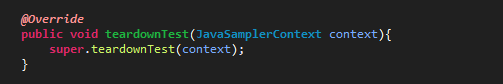 @Override
public void teardownTest(JavaSamplerContext context){
super.teardownTest(context);
}